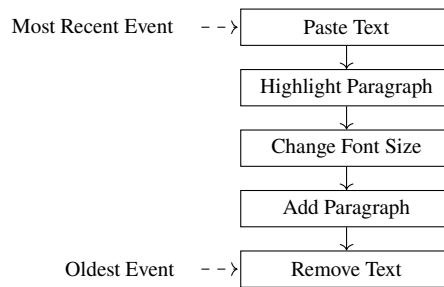 Most Recent Event Paste Text
Highlight Paragraph
Change Font Size
Add Paragraph
Oldest Event Remove Text